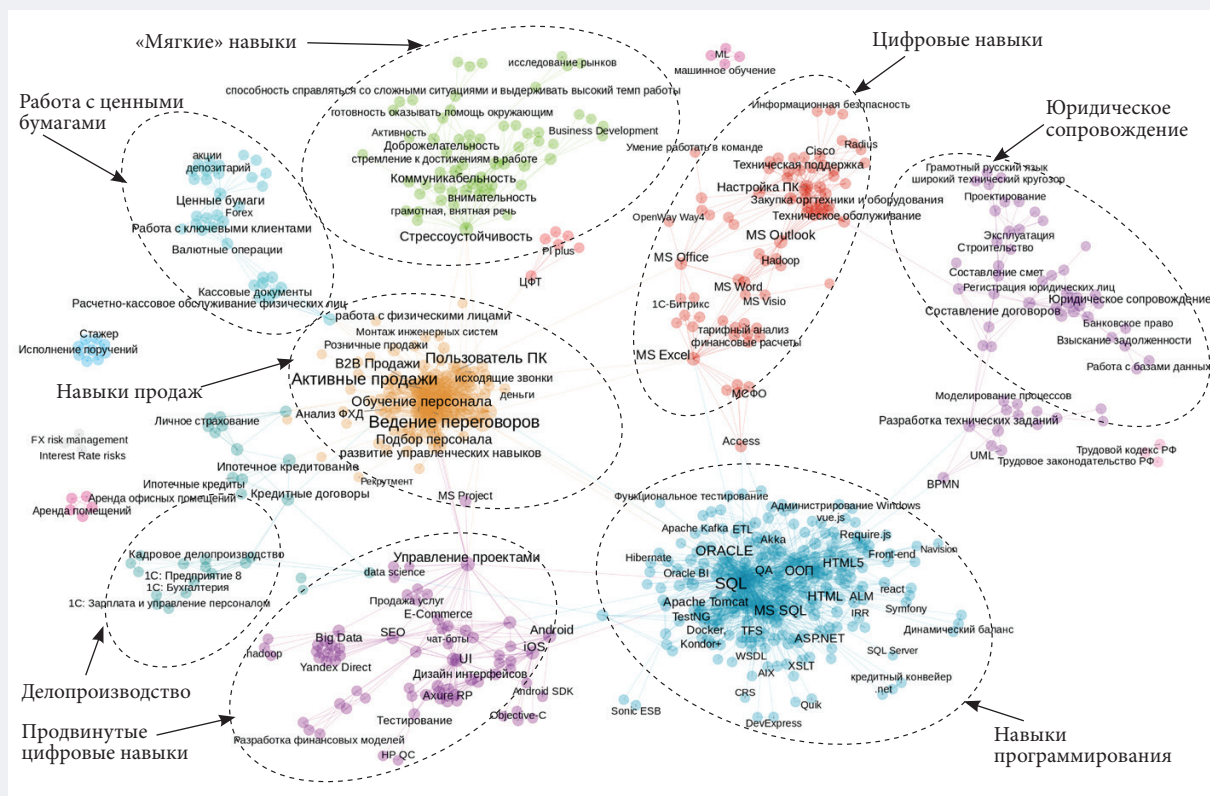 «Мягкие» навыки
Цифровые навыки
Работа с ценными
бумагами
Юридическое
сопровождение
Навыки продаж
Делопроизводство
Продвинутые
цифровые навыки
Навыки
программирования
исследование рынков
способность справляться со сложными ситуациями и выдерживать высокий темп работы
готовность оказывать помощь окружающим
Активность
Business Development
Доброжелательность
стремление к достижениям в работе
Коммуникабельность
внимательность
грамотная, внятная речь
Стрессоустойчивость
ML
машинное обучение
PI plus
ЦФТ
акции
депозитарий
Ценные бумаги
Forex
Работа с ключевыми клиентами
Валютные операции
Кассовые документы
Расчетно-кассовое обслуживание физических лиц
Стажер
Исполнение поручений
Информационная безопасность
Умение работать в команде
Cisco
Radius
Техническая поддержка
Настройка ПК
Закупка оргтехники и оборудования
OpenWay Way4
Техническое обслуживание
MS Outlook
MS Office
Hadoop
MS Word
1С-Битрикс
MS Visio
тарифный анализ
финансовые расчеты
MS Excel
МСФО
Access
Грамотный русский язык
широкий технический кругозор
Проектирование
Эксплуатация
Строительство
Составление смет
Регистрация юридических лиц
Юридическое сопровождение
Составление договоров
Банковское право
Взыскание задолженности
Работа с базами данных
Моделирование процессов
Разработка технических заданий
UML
Трудовой кодекс РФ
Трудовое законодательство РФ
BPMN
работа с физическими лицами
Монтаж инженерных систем
Розничные продажи
Пользователь ПК
B2B Продажи
Активные продажи
исходящие звонки
деньги
Обучение персонала
Анализ ФХД
Ведение переговоров
Подбор персонала
развитие управленческих навыков
Рекрутмент
MS Project
Личное страхование
FX risk management
Interest Rate risks
Ипотечное кредитование
Ипотечные кредиты
Кредитные договоры
Аренда офисных помещений
Аренда помещений
Кадровое делопроизводство
1С: Предприятие 8
1С: Бухгалтерия
1С: Зарплата и управление персоналом
Управление проектами
data science
Продажа услуг
E-Commerce
Big Data
SEO
чат-боты
Android
hadoop
Yandex Direct
UI
iOS
Дизайн интерфейсов
Axure RP
Android SDK
Тестирование
Objective-C
Разработка финансовых моделей
HP QC
Функциональное тестирование
Администрирование Windows
vue.js
Apache Kafka
ETL
Akka
Require.js
Hibernate
ORACLE
Front-end
Navision
Oracle BI
QA
ООП
HTML5
SQL
react
Apache Tomcat
MS SQL
HTML
ALM
TestNG
IRR
Symfony
Docker,
TFS
Kondor+
ASP.NET
Динамический баланс
WSDL
SQL Server
AIX
XSLT
кредитный конвейер
.net
CRS
Quik
Sonic ESB
DevExpress